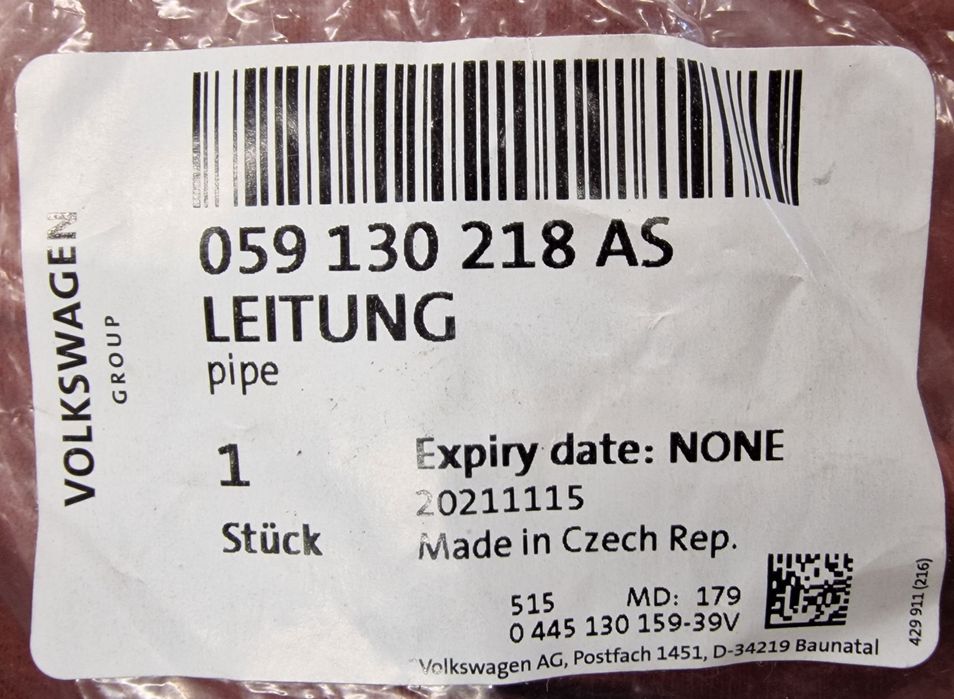 059 130 218 AS
LEITUNG
pipe
VOLKSWAGEN
GROUP
1
Stück
Expiry date: NONE
20211115
Made in Czech Rep.
515 MD: 179
0 445 130 159-39V
Volkswagen AG, Postfach 1451, D-34219 Baunatal
429 911 (216)